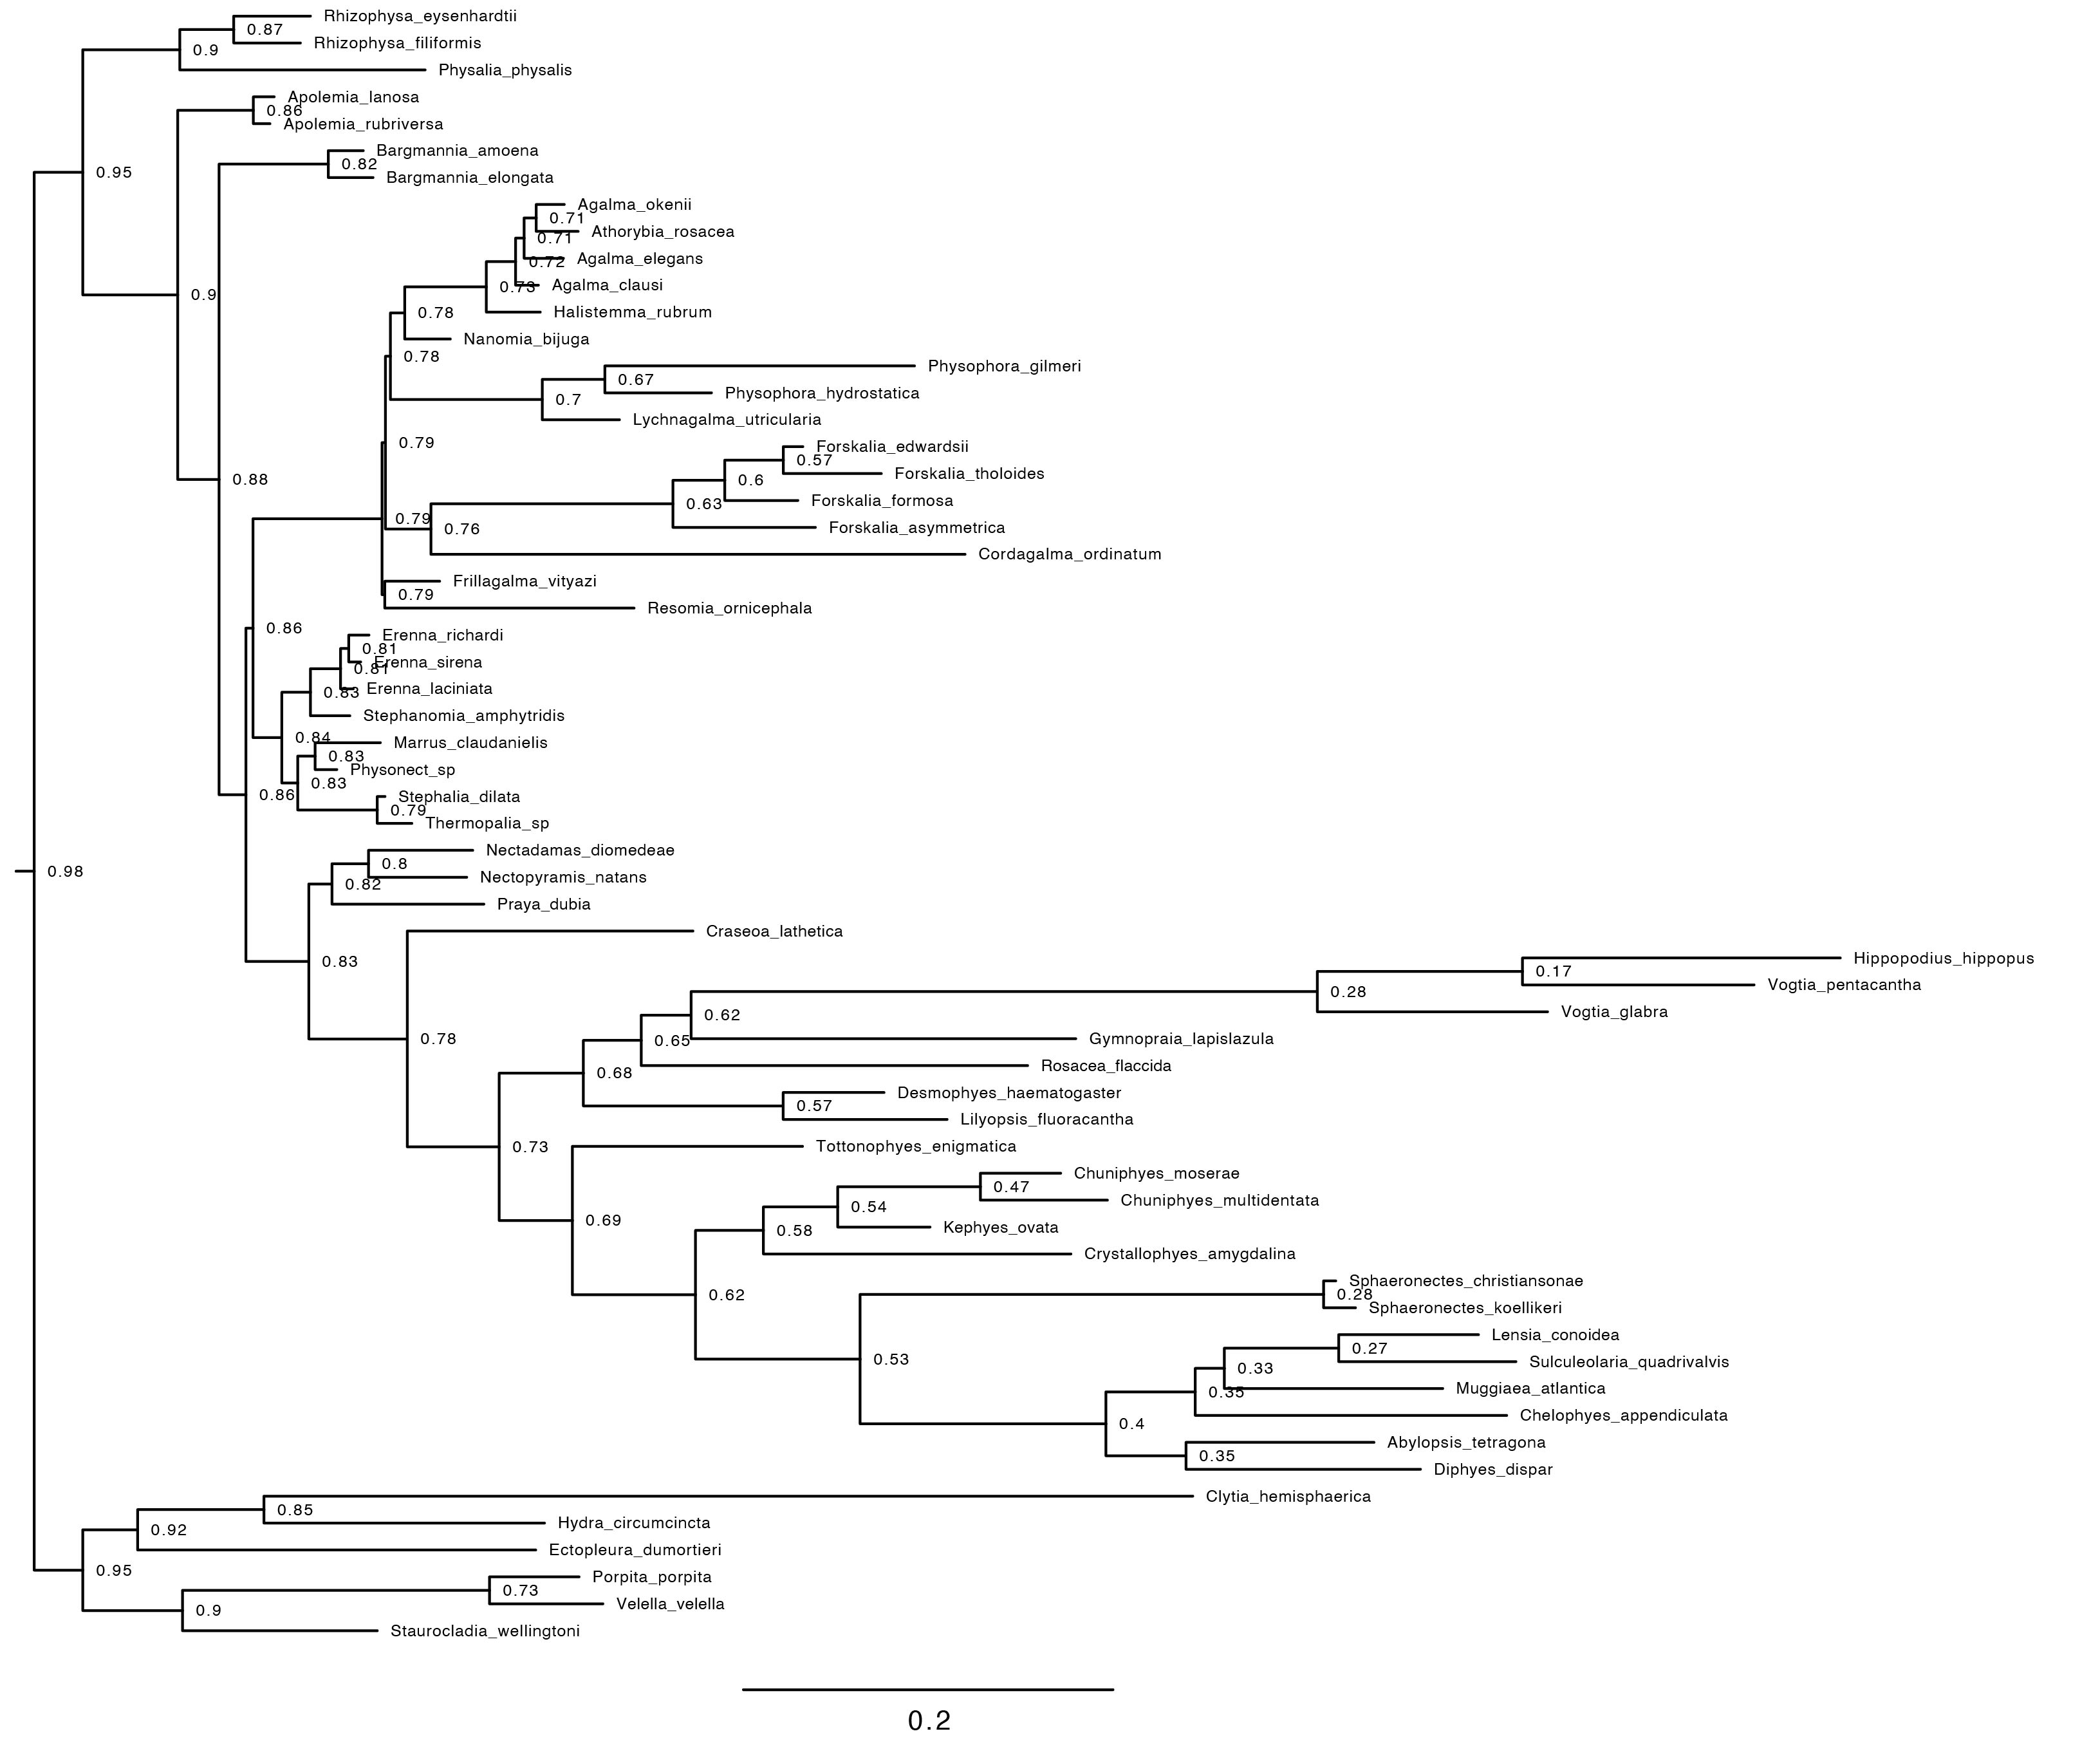 Rhizophysa_eysenhardtii
0.87
Rhizophysa_filiformis
0.9
Physalia_physalis
Apolemia_lanosa
0.86
Apolemia_rubriversa
Bargmannia_amoena
0.82
0.95
Bargmannia_elongata
Agalma_okenii
0.71
Athorybia_rosacea
0.71
Agalma_elegans
0.72
Agalma_clausi
0.73
0.9
Halistemma_rubrum
0.78
Nanomia_bijuga
0.78
Physophora_gilmeri
0.67
Physophora_hydrostatica
0.7
Lychnagalma_utricularia
0.79
Forskalia_edwardsii
0.57
Forskalia_tholoides
0.6
0.88
Forskalia_formosa
0.63
0.79
Forskalia_asymmetrica
0.76
Cordagalma_ordinatum
Frillagalma_vityazi
0.79
Resomia_ornicephala
0.86
Erenna_richardi
0.81
Erenna_sirena
0.81
Erenna_laciniata
0.83
Stephanomia_amphytridis
0.84
Marrus_claudanielis
0.83
Physonect_sp
0.83
0.86
Stephalia_dilata
0.79
Thermopalia_sp
Nectadamas_diomedeae
0.8
0.98
Nectopyramis_natans
0.82
Praya_dubia
Craseoa_lathetica
0.83
Hippopodius_hippopus
0.17
Vogtia_pentacantha
0.28
Vogtia_glabra
0.62
0.78
Gymnopraia_lapislazula
0.65
Rosacea_flaccida
0.68
Desmophyes_haematogaster
0.57
Lilyopsis_fluoracantha
0.73
Tottonophyes_enigmatica
Chuniphyes_moserae
0.47
Chuniphyes_multidentata
0.54
0.69
Kephyes_ovata
0.58
Crystallophyes_amygdalina
Sphaeronectes_christiansonae
0.62
0.28
Sphaeronectes_koellikeri
Lensia_conoidea
0.27
0.53
Sulculeolaria_quadrivalvis
0.33
Muggiaea_atlantica
0.35
Chelophyes_appendiculata
0.4
Abylopsis_tetragona
0.35
Diphyes_dispar
Clytia_hemisphaerica
0.85
Hydra_circumcincta
0.92
Ectopleura_dumortieri
0.95
Porpita_porpita
0.73
Velella_velella
0.9
Staurocladia_wellingtoni
0.2